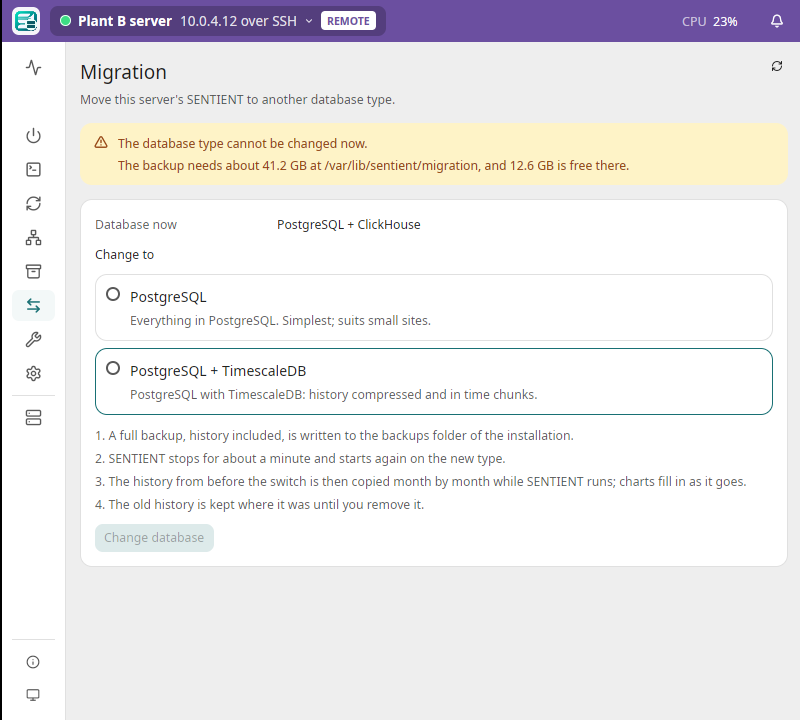 Plant B server 10.0.4.12 over SSH REMOTE
CPU 23%
Migration
Move this server's SENTIENT to another database type.
The database type cannot be changed now.
The backup needs about 41.2 GB at /var/lib/sentient/migration, and 12.6 GB is free there.
Database now PostgreSQL + ClickHouse
Change to
PostgreSQL
Everything in PostgreSQL. Simplest; suits small sites.
PostgreSQL + TimescaleDB
PostgreSQL with TimescaleDB: history compressed and in time chunks.
1. A full backup, history included, is written to the backups folder of the installation.
2. SENTIENT stops for about a minute and starts again on the new type.
3. The history from before the switch is then copied month by month while SENTIENT runs; charts fill in as it goes.
4. The old history is kept where it was until you remove it.
Change database